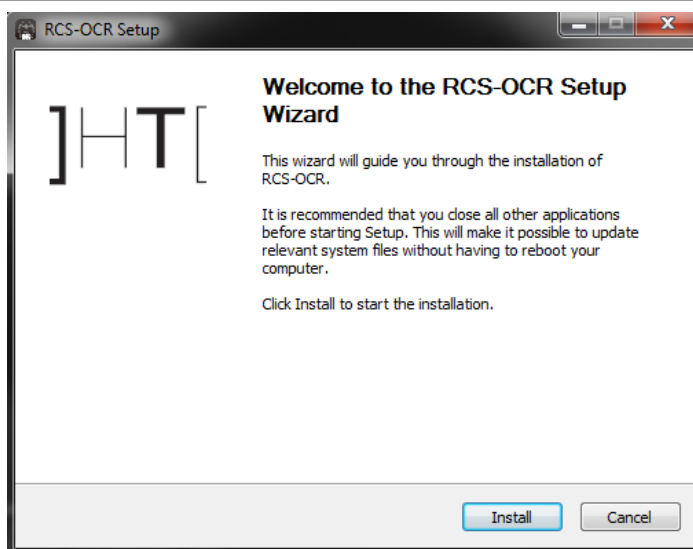 RCS-OCR Setup
]HT[
Welcome to the RCS-OCR Setup
Wizard
This wizard will guide you through the installation of
RCS-OCR.
It is recommended that you close all other applications
before starting Setup. This will make it possible to update
relevant system files without having to reboot your
computer.
Click Install to start the installation.
Install
Cancel